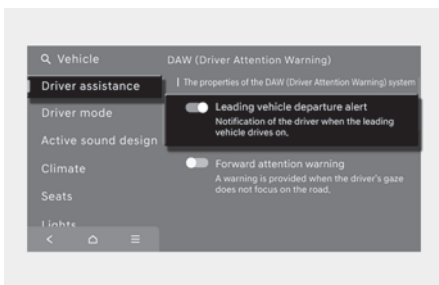 Vehicle
DAW (Driver Attention Warning)
Driver assistance
The properties of the DAW (Driver Attention Warning) system
Driver mode
Leading vehicle departure alert
Notification of the driver when the leading
vehicle drives on.
Active sound design
Climate
Forward attention warning
A warning is provided when the driver's gaze
does not focus on the road.
Seats
Lights